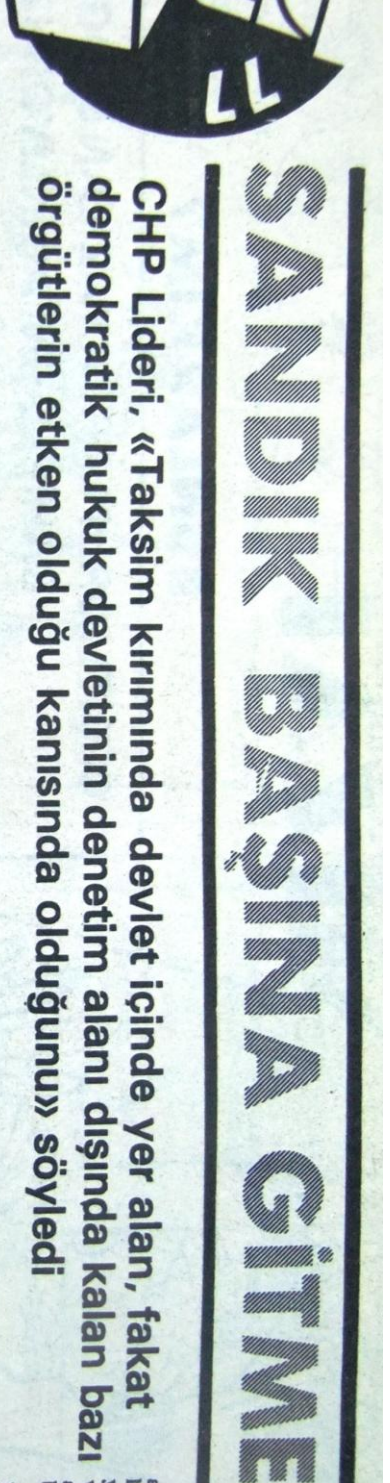 77
SANDIK BAŞINA GİTME
CHP Lideri, «Taksim kırımında devlet içinde yer alan, fakat
demokratik hukuk devletinin denetim alanı dışında kalan bazı
örgütlerin etken olduğu kanısında olduğunu» söyledi